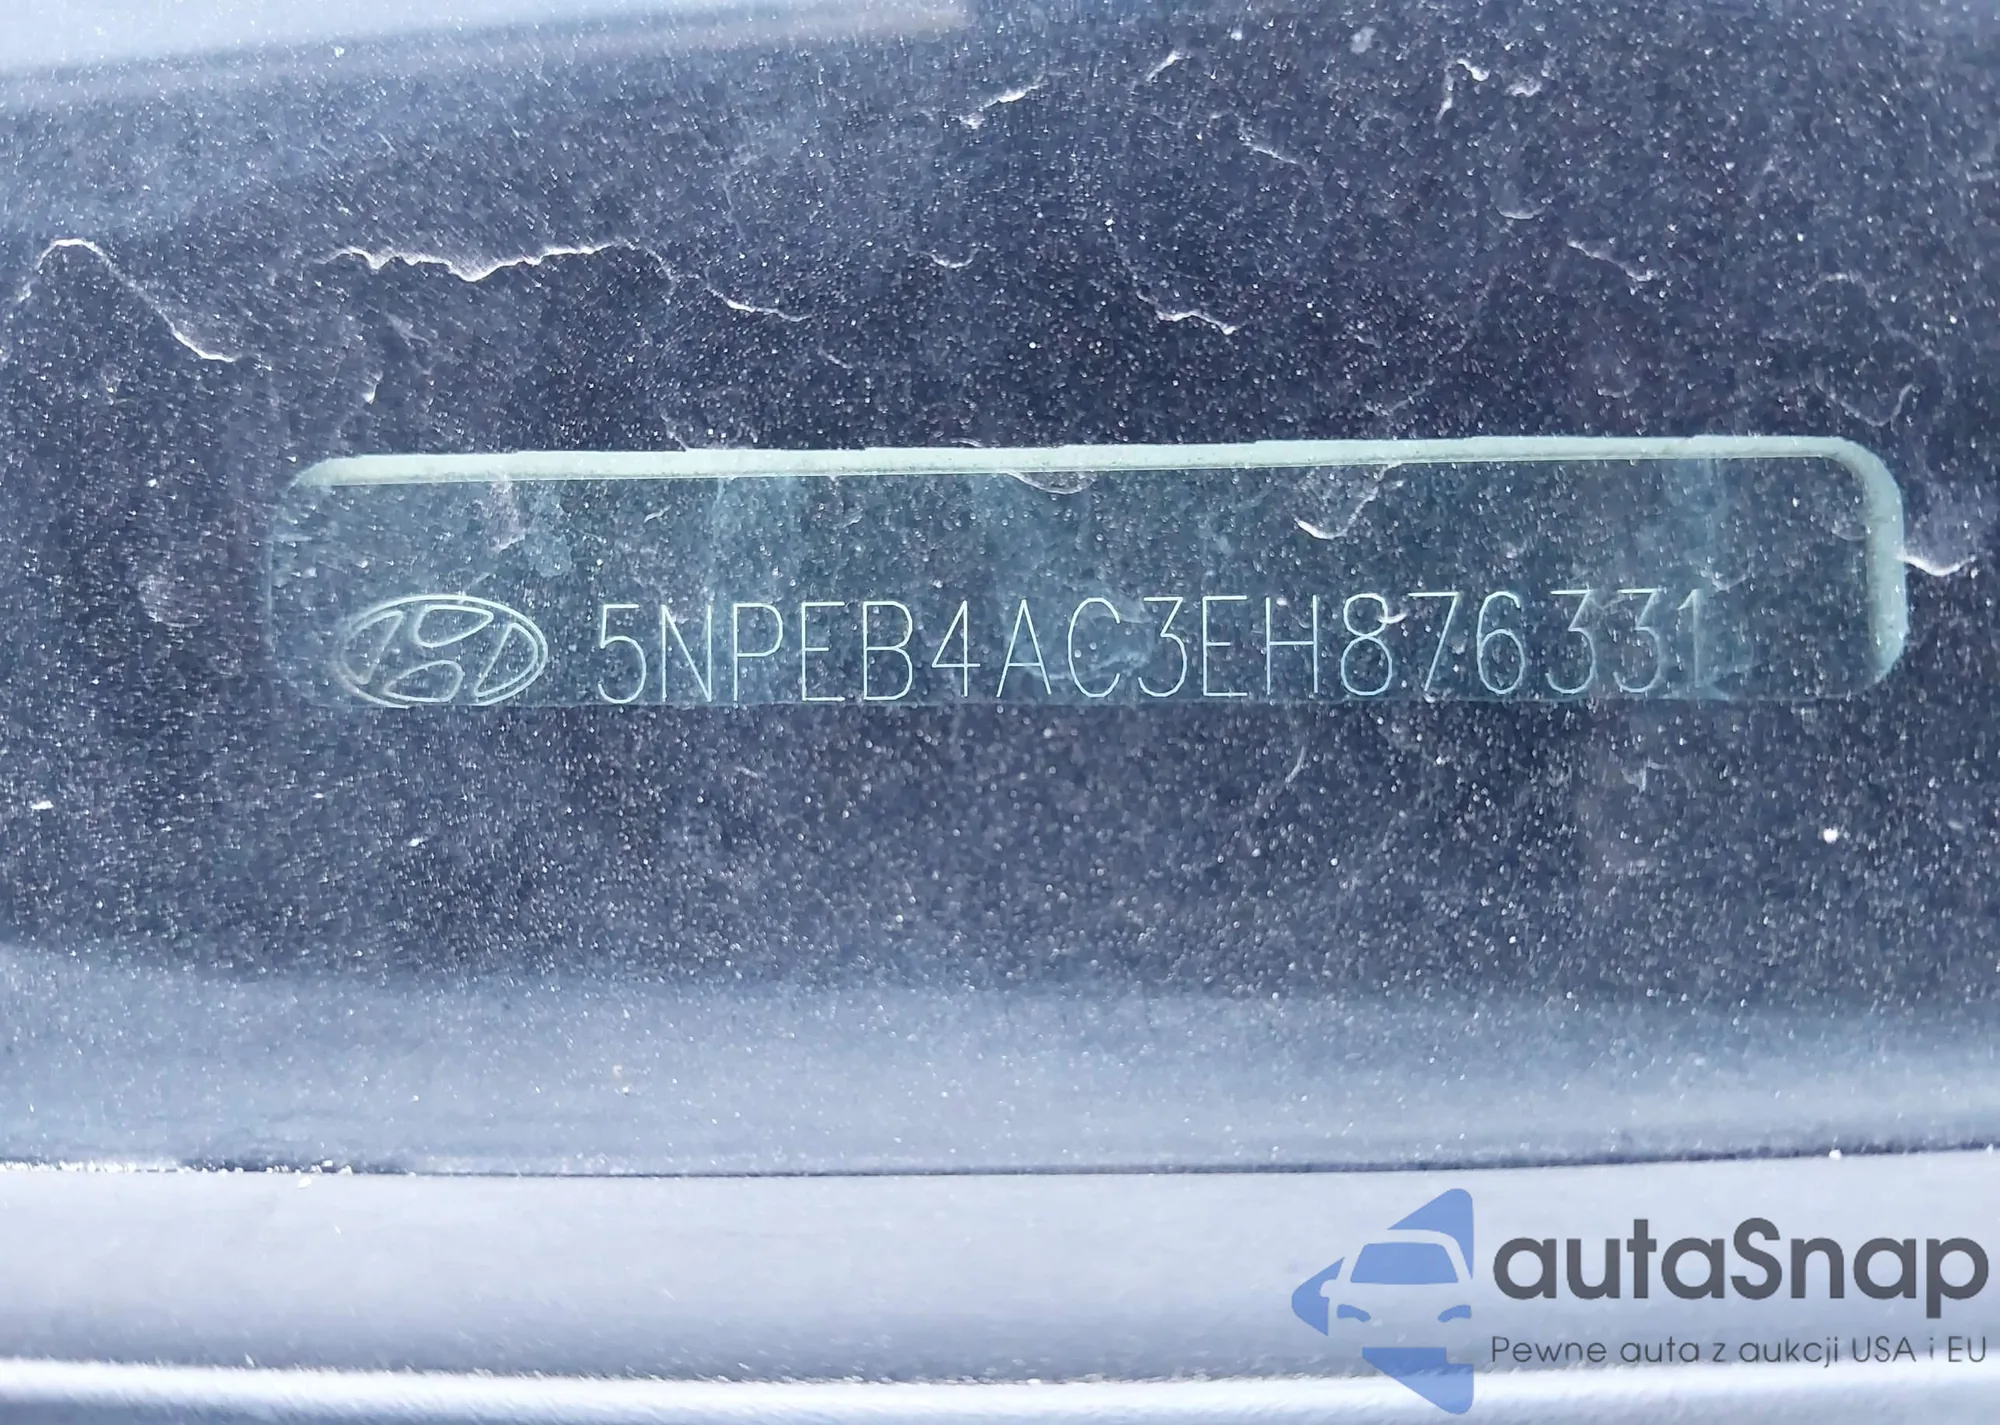 5NPEB4AC3EH876331
autaSnap
Pewne auta z aukcji USA i EU